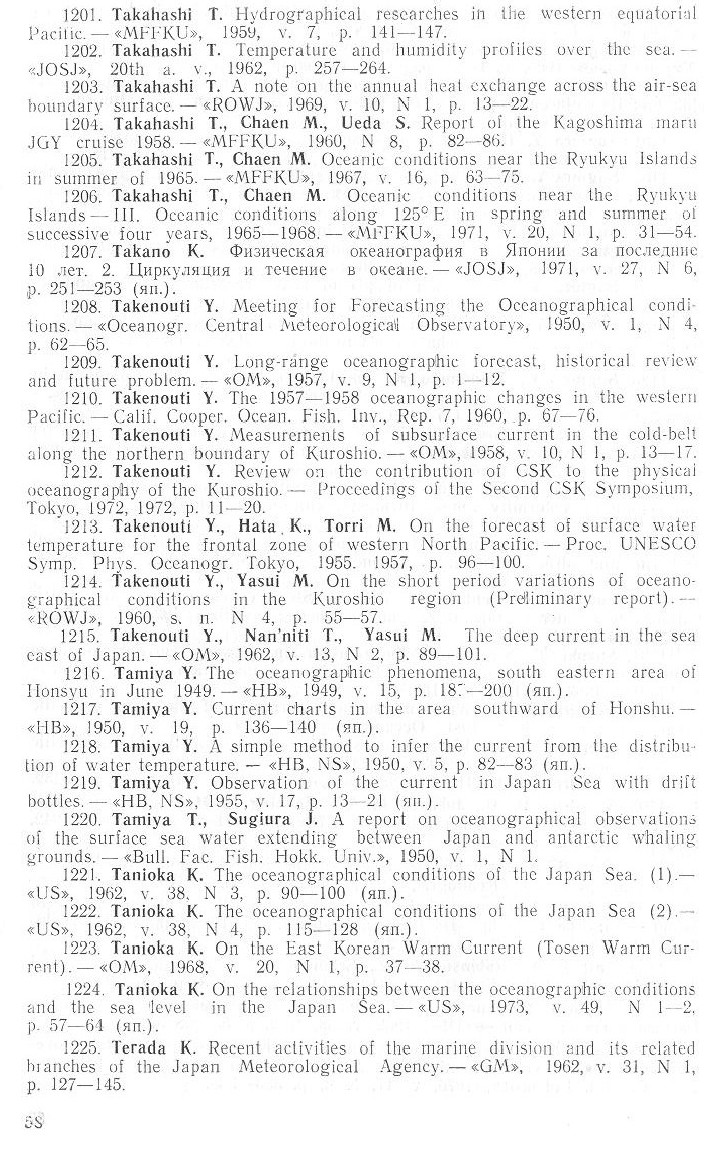 1201. Takahashi T. Hydrographical researches in the western equatorial
Pacific. — «MFFKU», 1959, v. 7, p. 141—147.
1202. Takahashi T. Temperature and humidity profiles over the sea. —
«JOSJ», 20th a. v., 1962, p. 257—264.
1203. Takahashi T. A note on the annual heat exchange across the air-sea
boundary surface. — «ROWJ», 1969, v. 10, N 1, p. 13—22.
1204. Takahashi T., Chaen M., Ueda S. Report of the Kagoshima maru
JGY cruise 1958. — «MFFKU», 1960, N 8, p. 82—86.
1205. Takahashi T., Chaen M. Oceanic conditions near the Ryukyu Islands
in summer of 1965. — «MFFKU», 1967, v. 16, p. 63—75.
1206. Takahashi T., Chaen M. Oceanic conditions near the Ryukyu
Islands — III. Oceanic conditions along 125° E in spring and summer of
successive four years, 1965—1968. — «MFFKU», 1971, v. 20, N 1, p. 31—54.
1207. Takano K. Физическая океанография в Японии за последние
10 лет. 2. Циркуляция и течение в океане. — «JOSJ», 1971, v. 27, N 6,
p. 251—253 (яп.).
1208. Takenouti Y. Meeting for Forecasting the Oceanographical condi-
tions. — «Oceanogr. Central Meteorological Observatory», 1950, v. 1, N 4,
p. 62—65.
1209. Takenouti Y. Long-range oceanographic forecast, historical review
and future problem. — «OM», 1957, v. 9, N 1, p. 1—12.
1210. Takenouti Y. The 1957—1958 oceanographic changes in the western
Pacific. — Calif. Cooper. Ocean. Fish. Inv., Rep. 7, 1960, p. 67—76.
1211. Takenouti Y. Measurements of subsurface current in the cold-belt
along the northern boundary of Kuroshio. — «OM», 1958, v. 10, N 1, p. 13—17.
1212. Takenouti Y. Review on the contribution of CSK to the physical
oceanography of the Kuroshio. — Proceedings of the Second CSK Symposium,
Tokyo, 1972, 1972, p. 11—20.
1213. Takenouti Y., Hata K., Torri M. On the forecast of surface water
temperature for the frontal zone of western North Pacific. — Proc. UNESCO
Symp. Phys. Oceanogr. Tokyo, 1955. 1957, p. 96—100.
1214. Takenouti Y., Yasui M. On the short period variations of oceano-
graphical conditions in the Kuroshio region (Preliminary report). —
«ROWJ», 1960, s. n. N 4, p. 55—57.
1215. Takenouti Y., Nan'niti T., Yasui M. The deep current in the sea
east of Japan. — «OM», 1962, v. 13, N 2, p. 89—101.
1216. Tamiya Y. The oceanographic phenomena, south eastern area of
Honsyu in June 1949. — «HB», 1949, v. 15, p. —200 (яп.).
1217. Tamiya Y. Current charts in the area southward of Honshu. —
«HB», 1950, v. 19, p. 136—140 (яп.).
1218. Tamiya Y. A simple method to infer the current from the distribu-
tion of water temperature. — «HB, NS», 1950, v. 5, p. 82—83 (яп.).
1219. Tamiya Y. Observation of the current in Japan Sea with drift
bottles. — «HB, NS», 1955, v. 17, p. 13—21 (яп.).
1220. Tamiya T., Sugiura J. A report on oceanographical observations
of the surface sea water extending between Japan and antarctic whaling
grounds. — «Bull. Fac. Fish. Hokk. Univ.», 1950, v. 1, N 1.
1221. Tanioka K. The oceanographical conditions of the Japan Sea. (1).—
«US», 1962, v. 38, N 3, p. 90—100 (яп.).
1222. Tanioka K. The oceanographical conditions of the Japan Sea (2).—
«US», 1962, v. 38, N 4, p. 115—128 (яп.).
1223. Tanioka K. On the East Korean Warm Current (Tosen Warm Cur-
rent). — «OM», 1968, v. 20, N 1, p. 37—38.
1224. Tanioka K. On the relationships between the oceanographic conditions
and the sea level in the Japan Sea. — «US», 1973, v. 49, N 1—2,
p. 57—64 (яп.).
1225. Terada K. Recent activities of the marine division and its related
branches of the Japan Meteorological Agency. — «GM», 1962, v. 31, N 1,
p. 127—145.